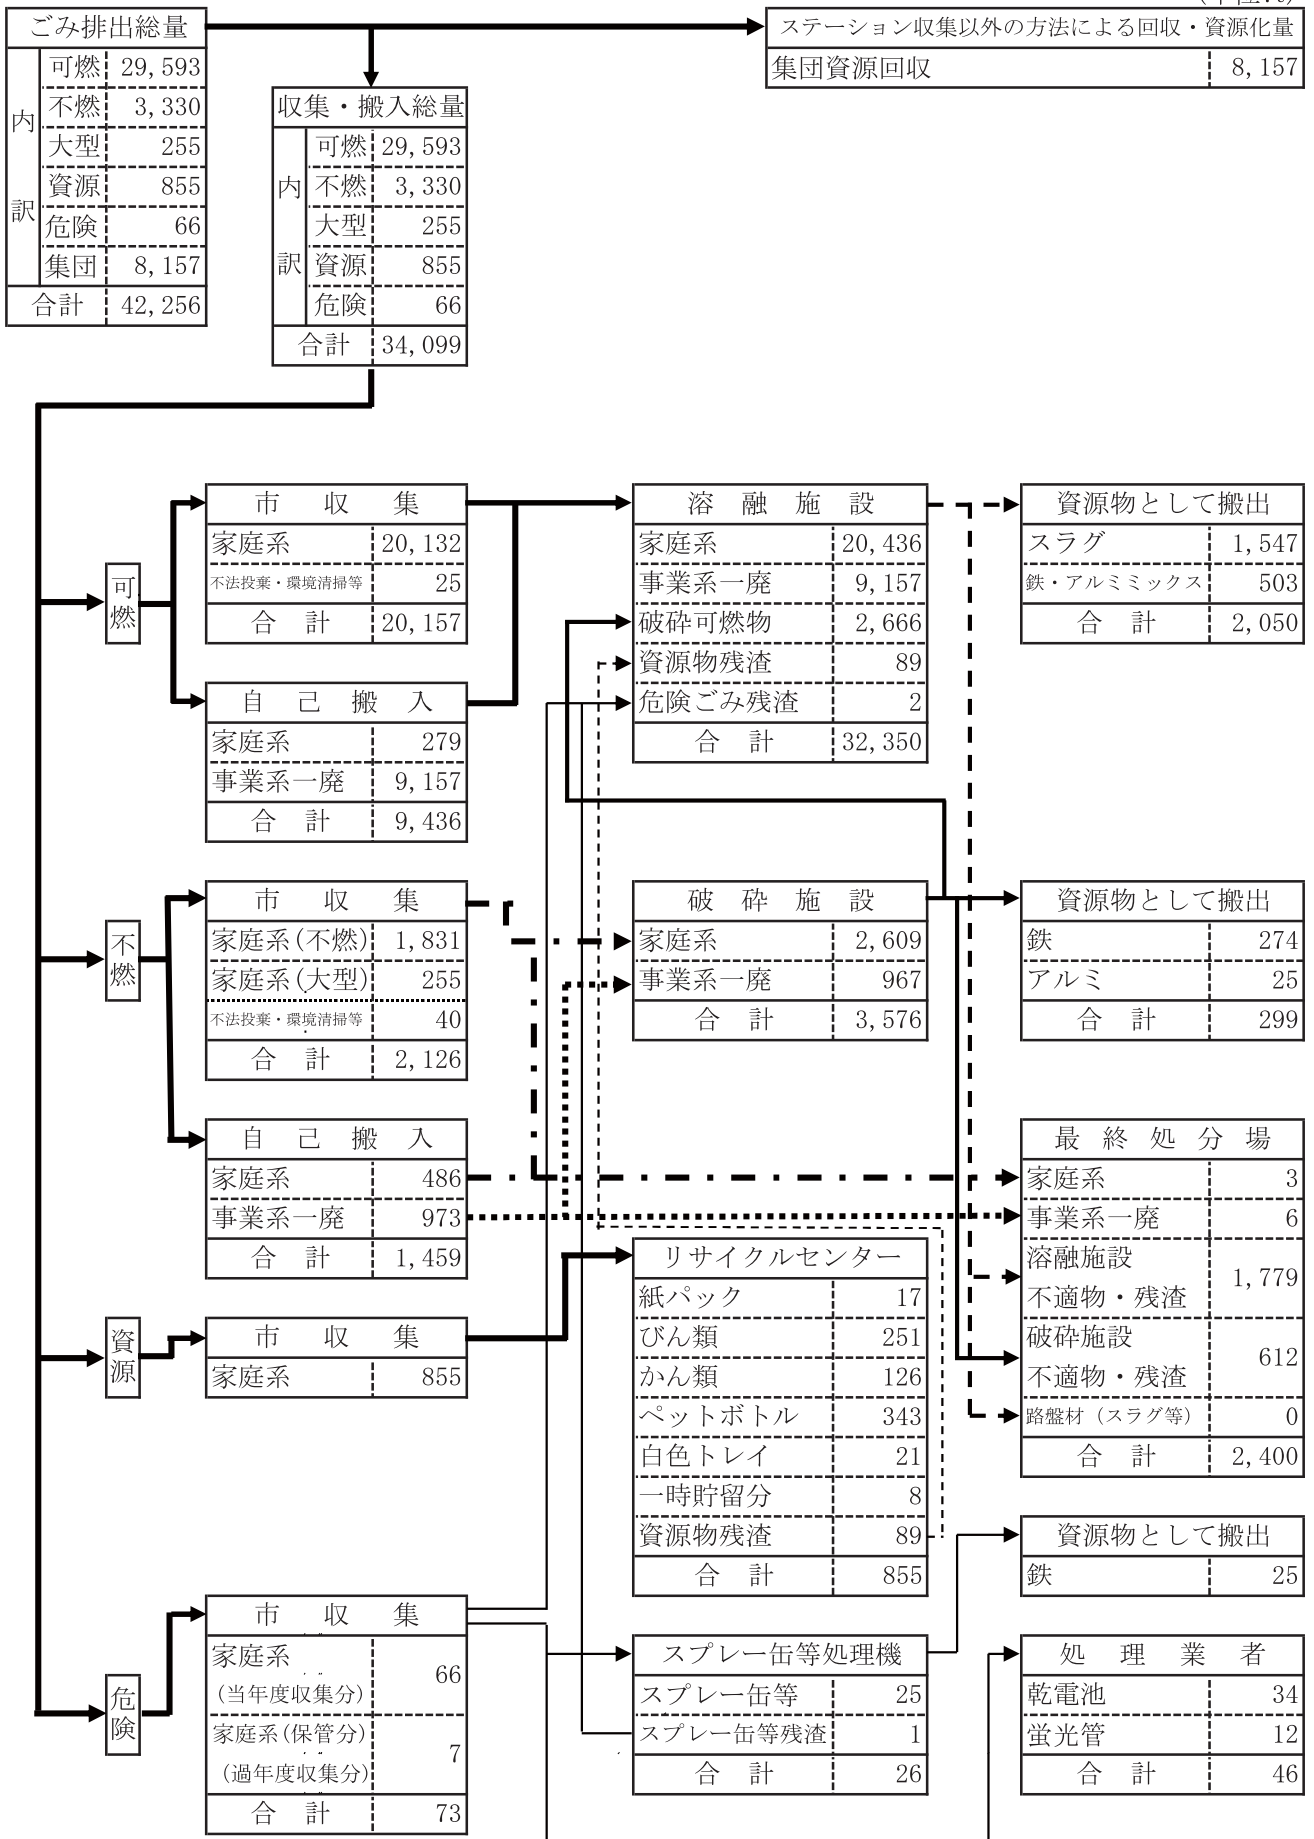 ごみ排出総量
内訳
可燃 29,593
不燃 3,330
大型 255
資源 855
危険 66
集団 8,157
合計 42,256
ステーション収集以外の方法による回収・資源化量
集団資源回収 8,157
収集・搬入総量
内訳
可燃 29,593
不燃 3,330
大型 255
資源 855
危険 66
合計 34,099
可燃
市収集
家庭系 20,132
不法投棄・環境清掃等 25
合計 20,157
自己搬入
家庭系 279
事業系一廃 9,157
合計 9,436
溶融施設
家庭系 20,436
事業系一廃 9,157
破砕可燃物 2,666
資源物残渣 89
危険ごみ残渣 2
合計 32,350
資源物として搬出
スラグ 1,547
鉄・アルミミックス 503
合計 2,050
不燃
市収集
家庭系(不燃) 1,831
家庭系(大型) 255
不法投棄・環境清掃等 40
合計 2,126
自己搬入
家庭系 486
事業系一廃 973
合計 1,459
破砕施設
家庭系 2,609
事業系一廃 967
合計 3,576
資源物として搬出
鉄 274
アルミ 25
合計 299
最終処分場
家庭系 3
事業系一廃 6
溶融施設
不適物・残渣 1,779
破砕施設
不適物・残渣 612
路盤材（スラグ等） 0
合計 2,400
資源
市収集
家庭系 855
リサイクルセンター
紙パック 17
びん類 251
かん類 126
ペットボトル 343
白色トレイ 21
一時貯留分 8
資源物残渣 89
合計 855
資源物として搬出
鉄 25
危険
市収集
家庭系
(当年度収集分) 66
家庭系(保管分)
(過年度収集分) 7
合計 73
スプレー缶等処理機
スプレー缶等 25
スプレー缶等残渣 1
合計 26
処理業者
乾電池 34
蛍光管 12
合計 46